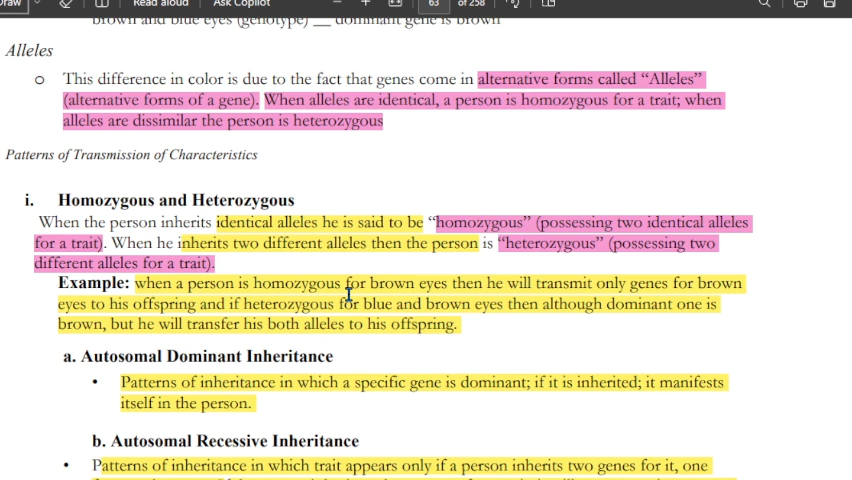 Draw Read aloud Ask Copilot 63 of 258
brown and blue eyes (genotype) __ dominant gene is brown
Alleles
o This difference in color is due to the fact that genes come in alternative forms called “Alleles”
(alternative forms of a gene). When alleles are identical, a person is homozygous for a trait; when
alleles are dissimilar the person is heterozygous
Patterns of Transmission of Characteristics
i. Homozygous and Heterozygous
When the person inherits identical alleles he is said to be “homozygous” (possessing two identical alleles
for a trait). When he inherits two different alleles then the person is “heterozygous” (possessing two
different alleles for a trait).
Example: when a person is homozygous for brown eyes then he will transmit only genes for brown
eyes to his offspring and if heterozygous for blue and brown eyes then although dominant one is
brown, but he will transfer his both alleles to his offspring.
a. Autosomal Dominant Inheritance
• Patterns of inheritance in which a specific gene is dominant; if it is inherited; it manifests
itself in the person.
b. Autosomal Recessive Inheritance
• Patterns of inheritance in which trait appears only if a person inherits two genes for it, one